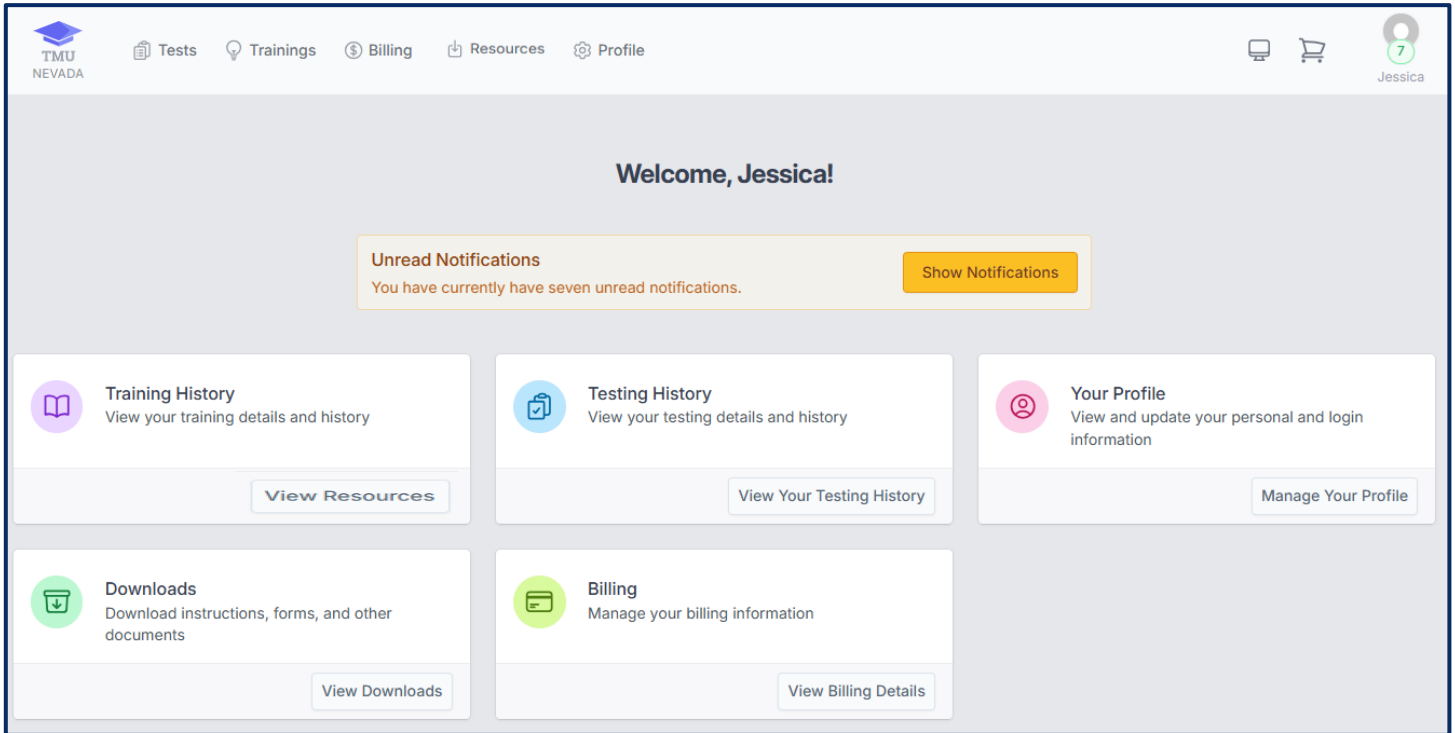 TMU
NEVADA
Tests
Trainings
Billing
Resources
Profile
7
Jessica
Welcome, Jessica!
Unread Notifications
You have currently have seven unread notifications.
Show Notifications
Training History
View your training details and history
View Resources
Testing History
View your testing details and history
View Your Testing History
Your Profile
View and update your personal and login
information
Manage Your Profile
Downloads
Download instructions, forms, and other
documents
View Downloads
Billing
Manage your billing information
View Billing Details